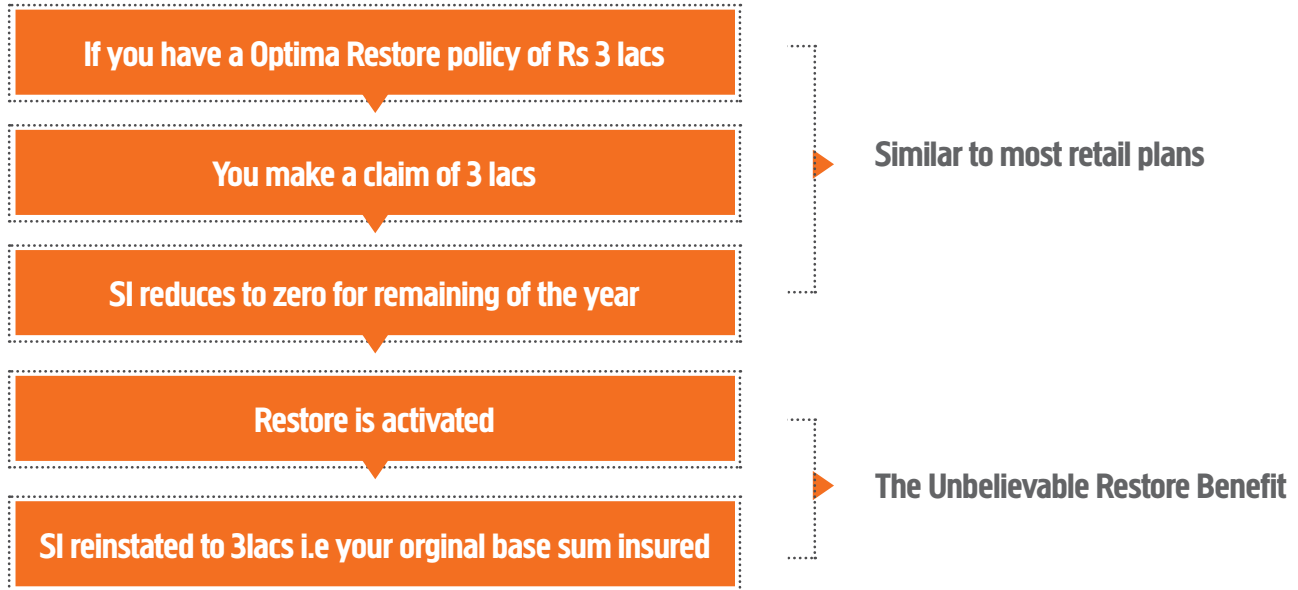 If you have a Optima Restore policy of Rs 3 lacs
You make a claim of 3 lacs
SI reduces to zero for remaining of the year
Similar to most retail plans
Restore is activated
SI reinstated to 3lacs i.e your orginal base sum insured
The Unbelievable Restore Benefit